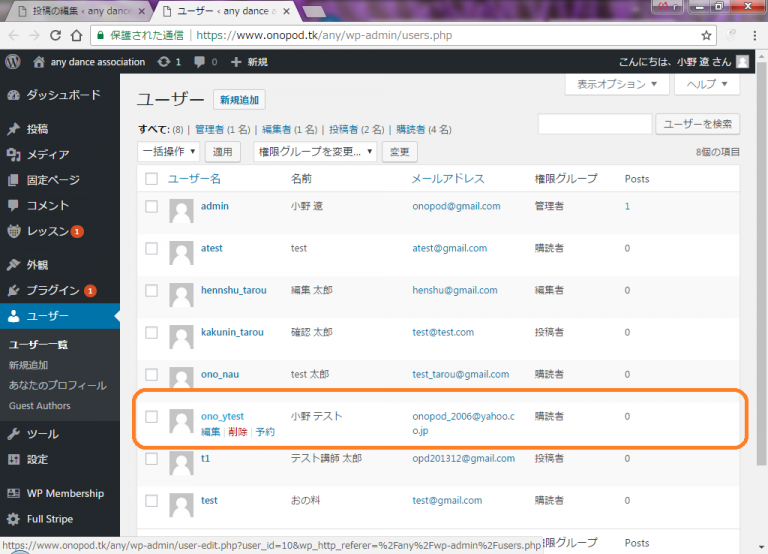 投稿の編集 ‹ any dance
ユーザー ‹ any dance
保護された通信 | https://www.onopod.tk/any/wp-admin/users.php
any dance association 1 0 新規 こんにちは、小野 遼 さん
表示オプション ヘルプ
ダッシュボード
投稿
メディア
固定ページ
コメント
レッスン 1
外観
プラグイン 1
ユーザー
ユーザー一覧
新規追加
あなたのプロフィール
Guest Authors
ツール
設定
WP Membership
Full Stripe
ユーザー 新規追加
すべて: (8) | 管理者 (1 名) | 編集者 (1 名) | 投稿者 (2 名) | 購読者 (4 名)
ユーザーを検索
一括操作 適用 権限グループを変更... 変更 8個の項目
ユーザー名 名前 メールアドレス 権限グループ Posts
admin 小野 遼 onopod@gmail.com 管理者 1
atest test atest@gmail.com 購読者 0
hennshu_tarou 編集 太郎 henshu@gmail.com 編集者 0
kakunin_tarou 確認 太郎 test@test.com 投稿者 0
ono_nau test 太郎 test_tarou@gmail.com 購読者 0
ono_ytest 小野 テスト onopod_2006@yahoo.c 購読者 0
編集 | 削除 | 予約 o.jp
t1 テスト講師 太郎 opd201312@gmail.com 投稿者 0
test おの料 test@gmail.com 購読者 0
限グループ Posts
https://www.onopod.tk/any/wp-admin/user-edit.php?user_id=10&wp_http_referer=%2Fany%2Fwp-admin%2Fusers.php